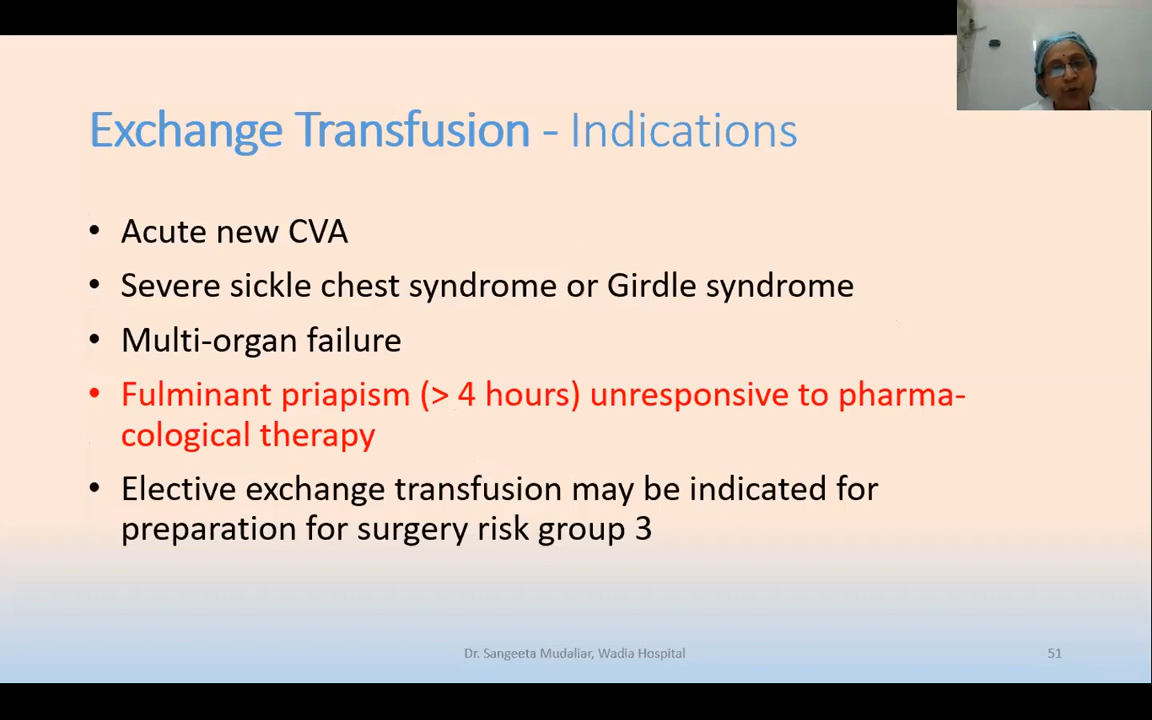 Exchange Transfusion - Indications
• Acute new CVA
• Severe sickle chest syndrome or Girdle syndrome
• Multi-organ failure
• Fulminant priapism (> 4 hours) unresponsive to pharma-
cological therapy
• Elective exchange transfusion may be indicated for
preparation for surgery risk group 3
Dr. Sangeeta Mudaliar, Wadia Hospital
51